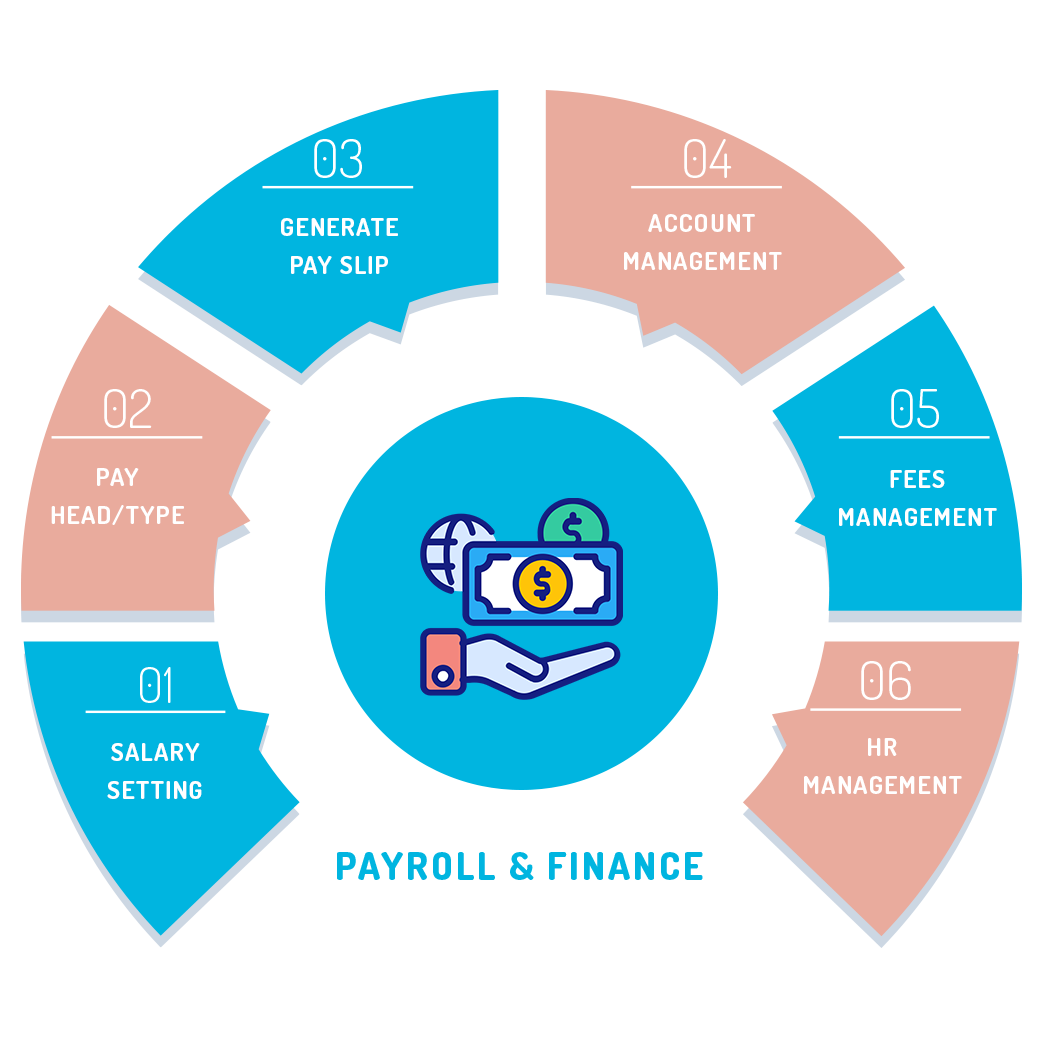 01
SALARY
SETTING
02
PAY
HEAD/TYPE
03
GENERATE
PAY SLIP
04
ACCOUNT
MANAGEMENT
05
FEES
MANAGEMENT
06
HR
MANAGEMENT
$
$
PAYROLL & FINANCE